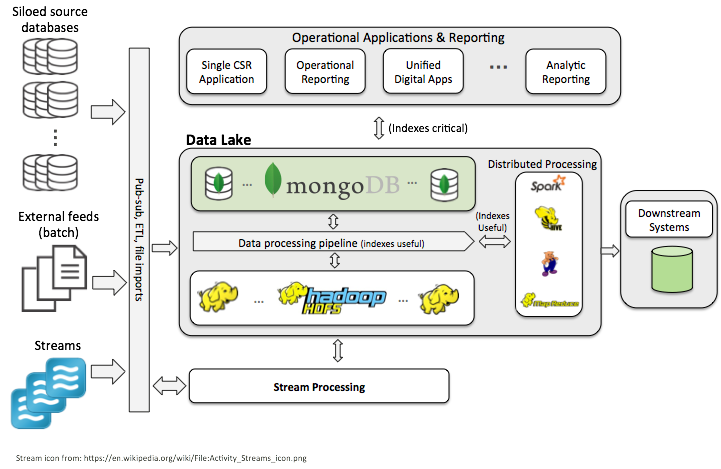 Siloed source
databases
Operational Applications & Reporting
Single CSR
Application
Operational
Reporting
Unified
Digital Apps
...
Analytic
Reporting
(Indexes critical)
Data Lake
Distributed Processing
... mongoDB ...
Spark
HIVE
(Indexes
Useful)
Data processing pipeline (indexes useful)
... hadoop ...
HDFS
MapReduce
Downstream
Systems
Pub-sub, ETL, file imports
External feeds
(batch)
Streams
Stream Processing
Stream icon from: https://en.wikipedia.org/wiki/File:Activity_Streams_icon.png